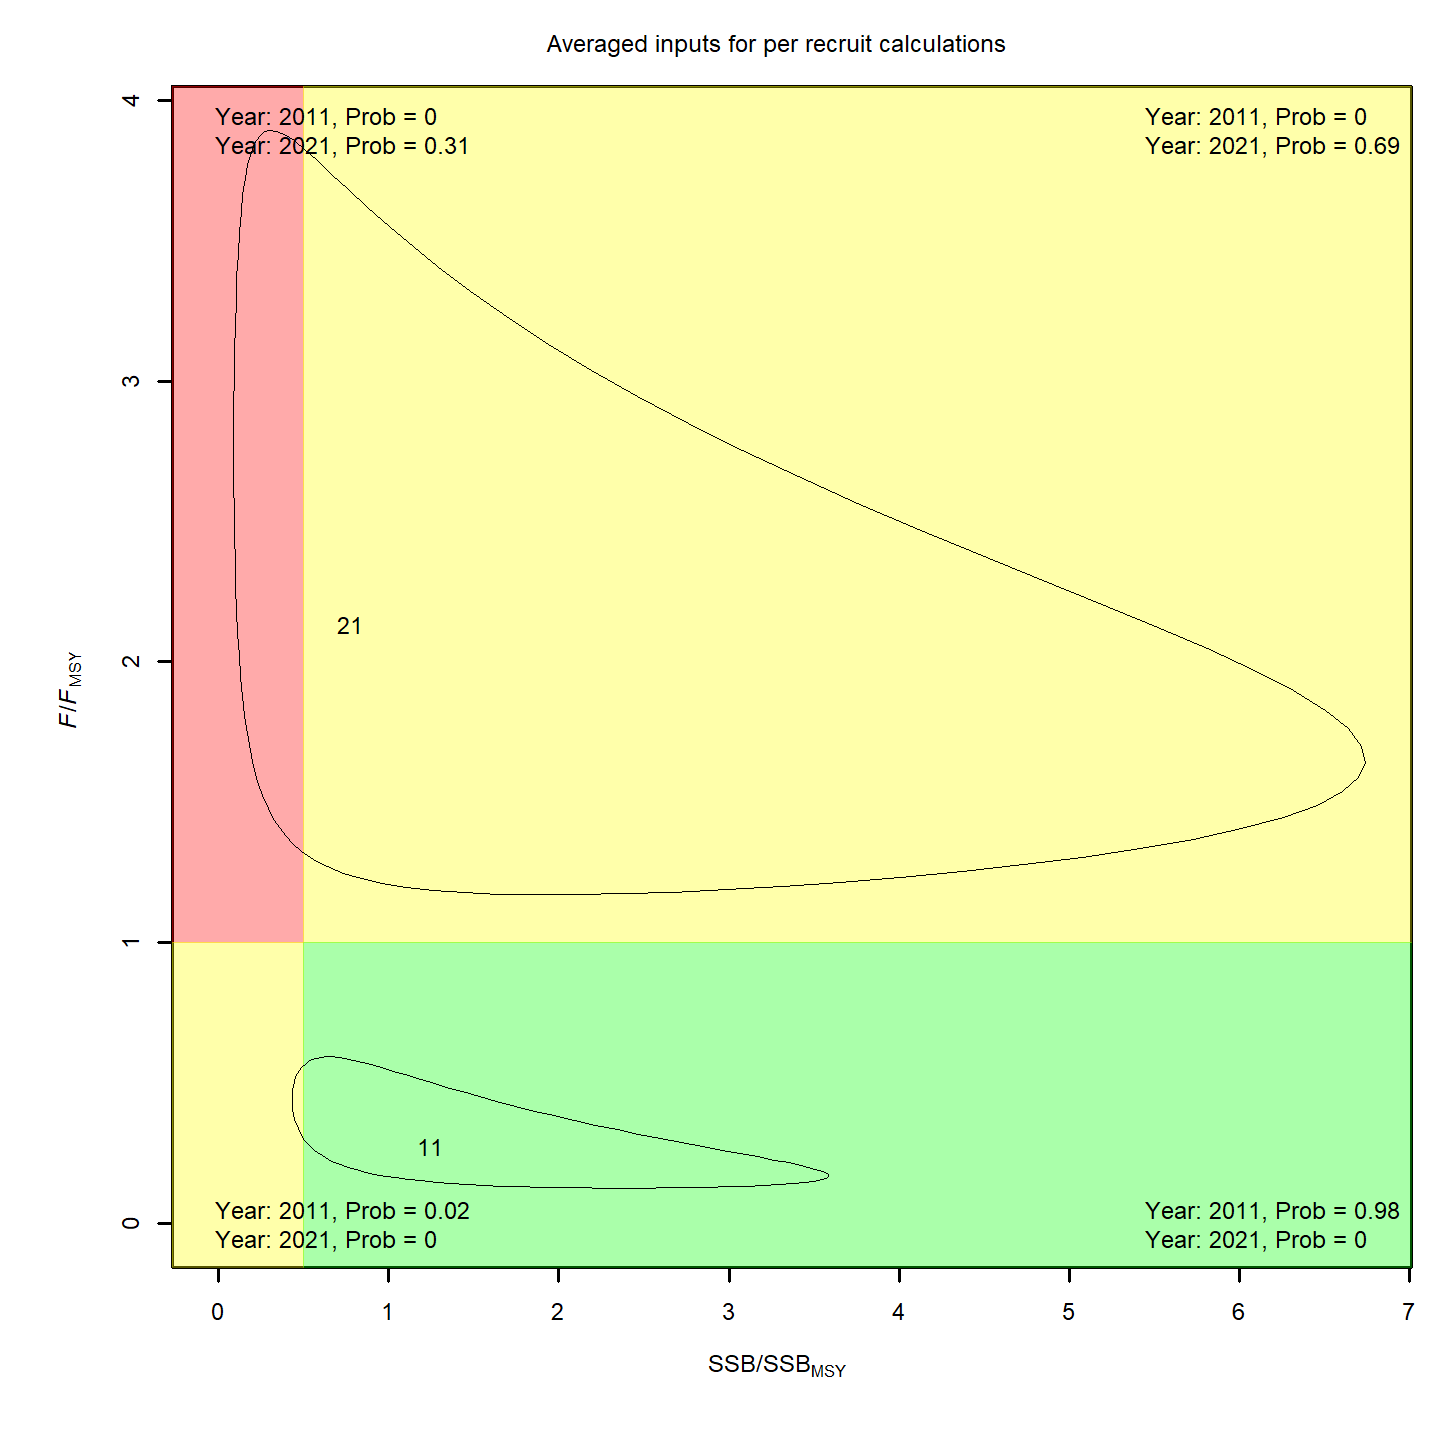 Averaged inputs for per recruit calculations
Year: 2011, Prob = 0
Year: 2021, Prob = 0.31
Year: 2011, Prob = 0
Year: 2021, Prob = 0.69
4
3
2
1
0
F/FMSY
21
11
Year: 2011, Prob = 0.02
Year: 2021, Prob = 0
Year: 2011, Prob = 0.98
Year: 2021, Prob = 0
0 1 2 3 4 5 6 7
SSB/SSBMSY